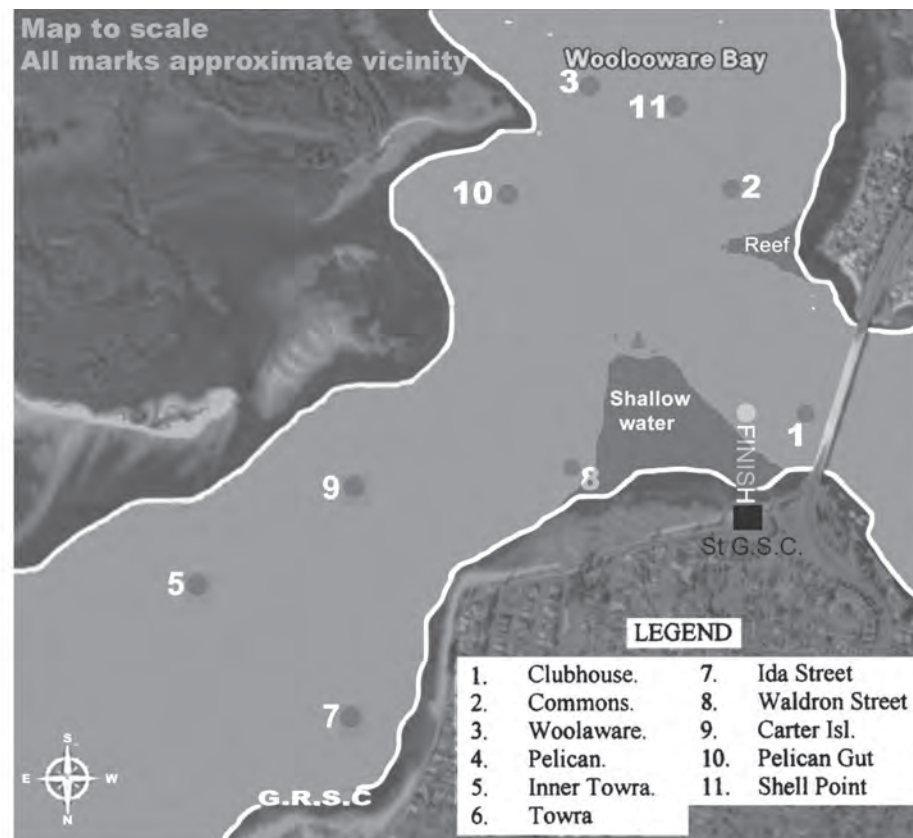 Map to scale
All marks approximate vicinity
Woolooware Bay
3
11
10
2
Reef
Shallow
water
1
FINISH
9
8
St G.S.C.
5
7
G.R.S.C
S
E W
N
LEGEND
1. Clubhouse.
2. Commons.
3. Woolaware.
4. Pelican.
5. Inner Towra.
6. Towra
7. Ida Street
8. Waldron Street
9. Carter Isl.
10. Pelican Gut
11. Shell Point